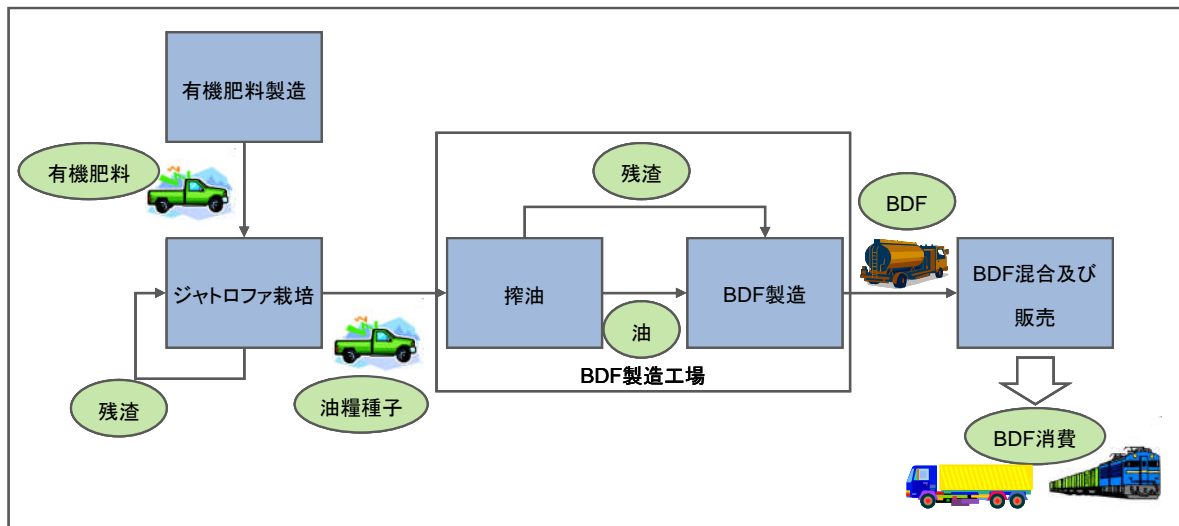 有機肥料製造
有機肥料
残渣
BDF
ジャトロファ栽培
搾油
BDF製造
BDF混合及び
販売
油
BDF製造工場
残渣
油糧種子
BDF消費